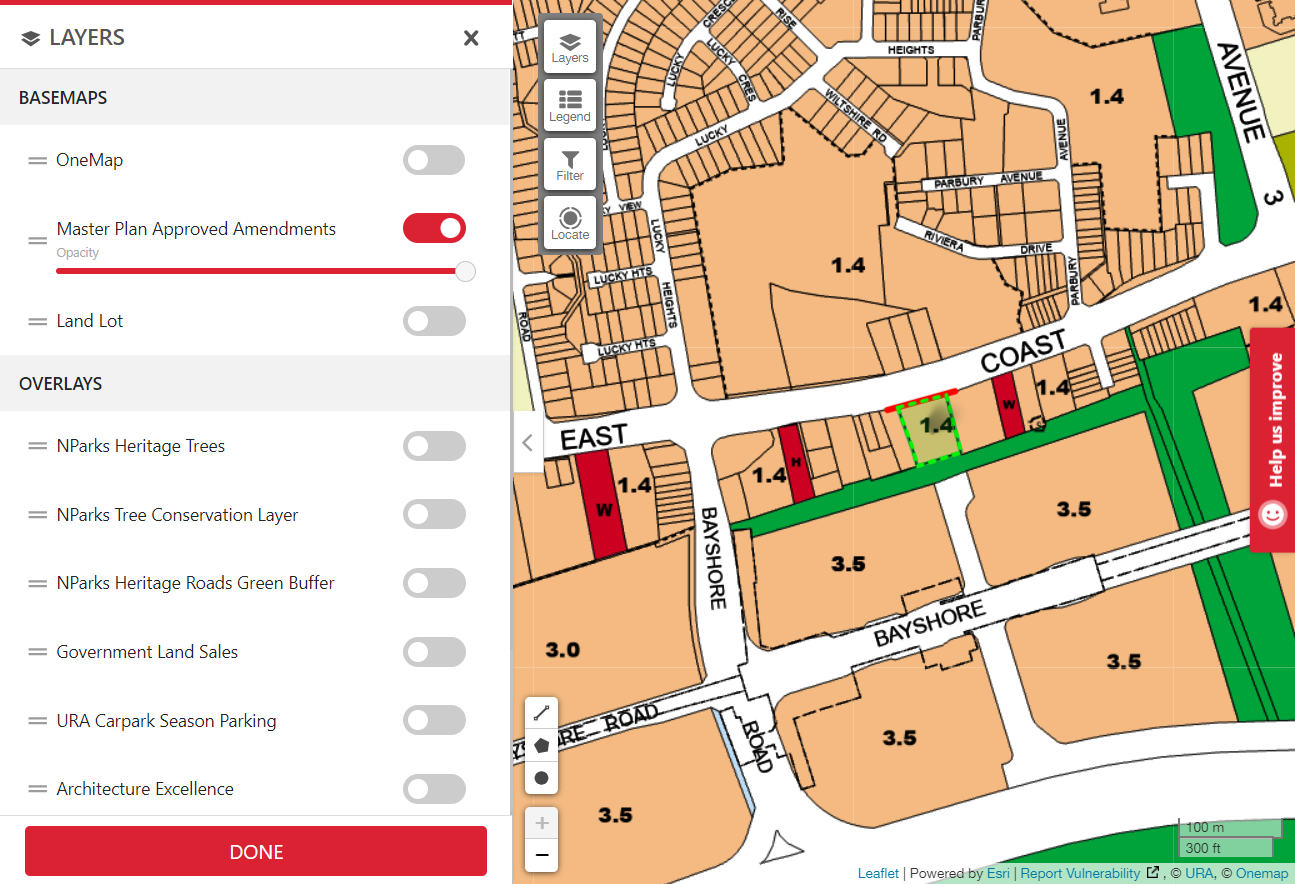 LAYERS
BASEMAPS
OneMap
Master Plan Approved Amendments
Opacity
Land Lot
OVERLAYS
NParks Heritage Trees
NParks Tree Conservation Layer
NParks Heritage Roads Green Buffer
Government Land Sales
URA Carpark Season Parking
Architecture Excellence
DONE
Layers
Legend
Filter
Locate
LUCKY
CRES
LUCKY
RISE
HEIGHTS
PARBURY
1.4
AVENUE
3
WILTSHIRE RD
LUCKY
AVENUE
PARBURY AVENUE
VIEW
LUCKY
HEIGHTS
RIVIERA
DRIVE
PARBURY
1.4
LUCKY HTS
ROAD
LUCKY HTS
1.4
COAST
1.4
W
1.4
EAST
1.4
H
1.4
W
BAYSHORE
3.5
3.5
BAYSHORE
3.0
3.5
ROAD
ROAD
3.5
3.5
Help us improve
100 m
300 ft
Leaflet | Powered by Esri | Report Vulnerability , © URA, © Onemap